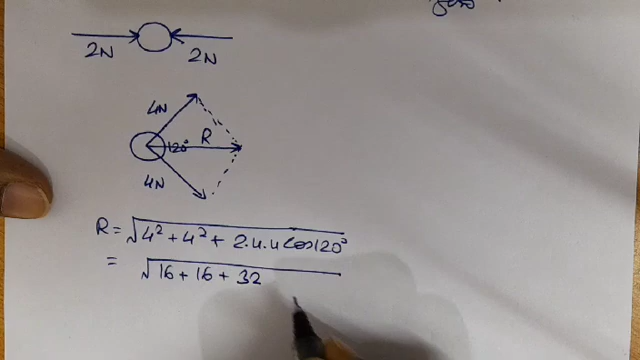 2N 2N
4N
120° R
4N
R = √4² + 4² + 2.4.4 Cos120°
= √16 + 16 + 32